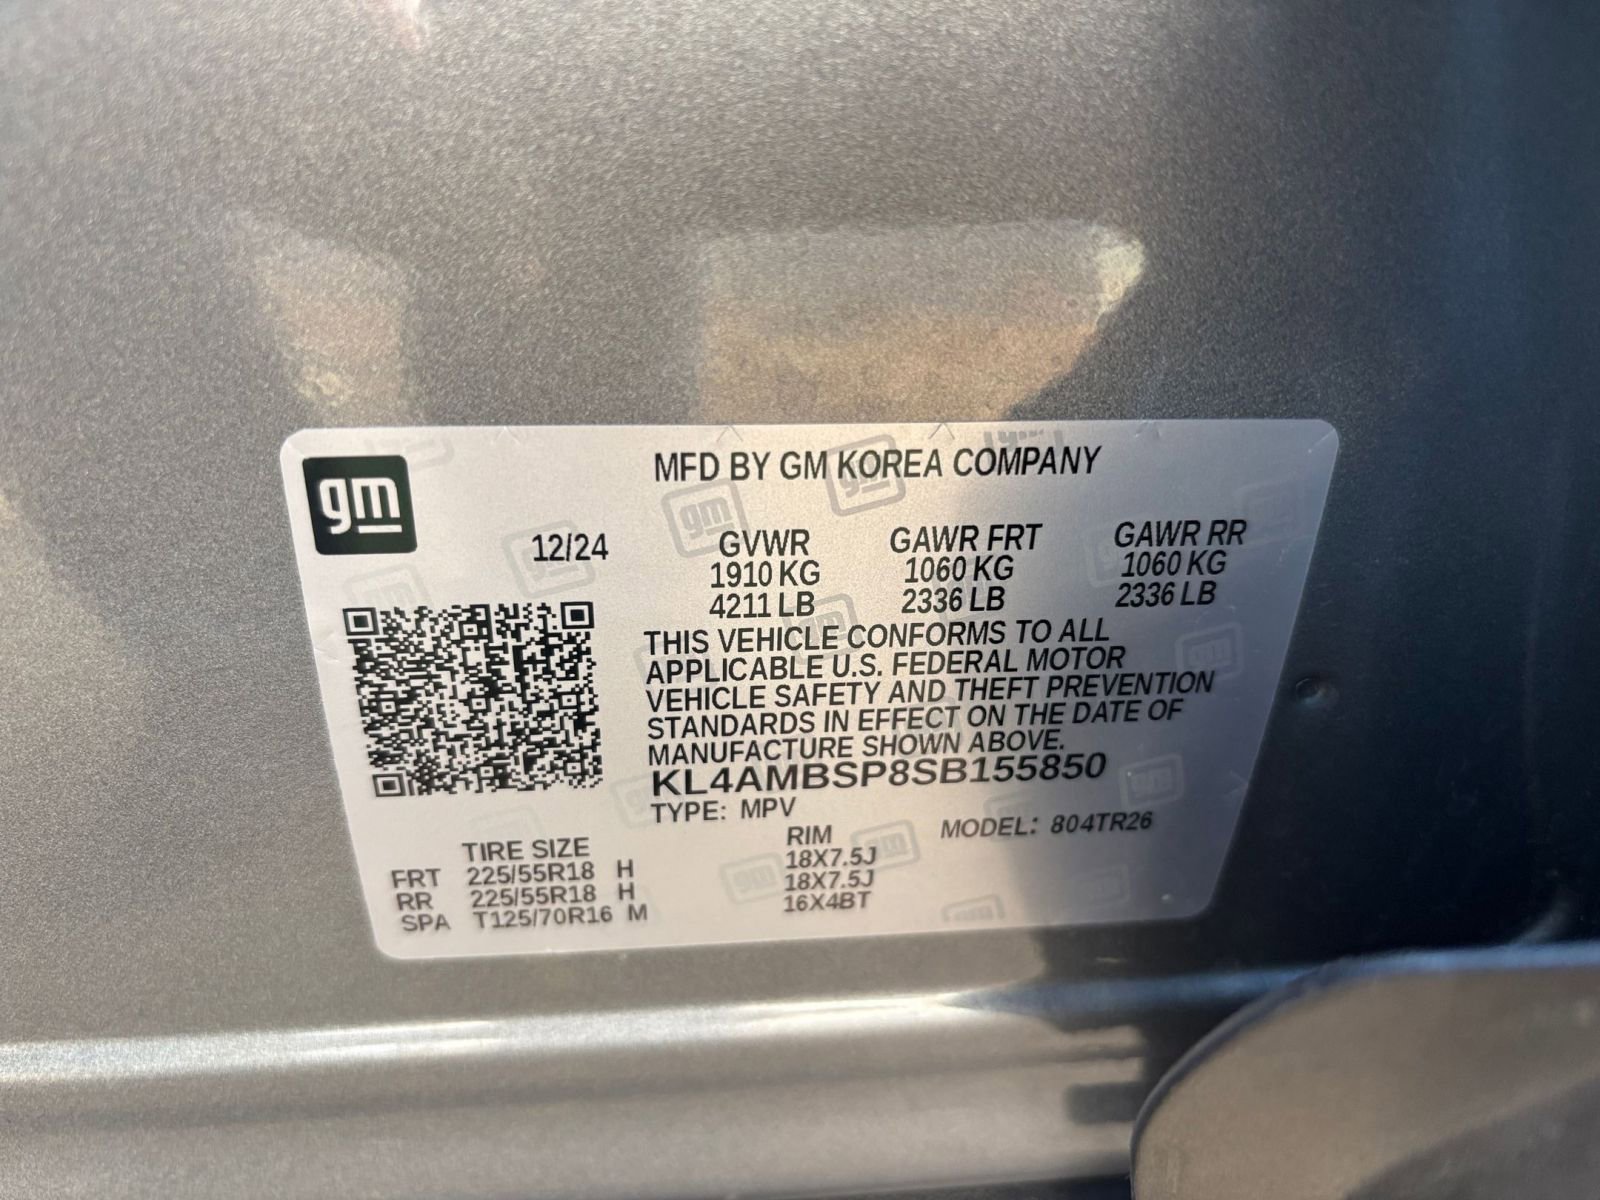 gm
MFD BY GM KOREA COMPANY
12/24
GVWR GAWR FRT GAWR RR
1910 KG 1060 KG 1060 KG
4211 LB 2336 LB 2336 LB
THIS VEHICLE CONFORMS TO ALL
APPLICABLE U.S. FEDERAL MOTOR
VEHICLE SAFETY AND THEFT PREVENTION
STANDARDS IN EFFECT ON THE DATE OF
MANUFACTURE SHOWN ABOVE.
KL4AMBSP8SB155850
TYPE: MPV
MODEL: 804TR26
TIRE SIZE RIM
FRT 225/55R18 H 18X7.5J
RR 225/55R18 H 18X7.5J
SPA T125/70R16 M 16X4BT